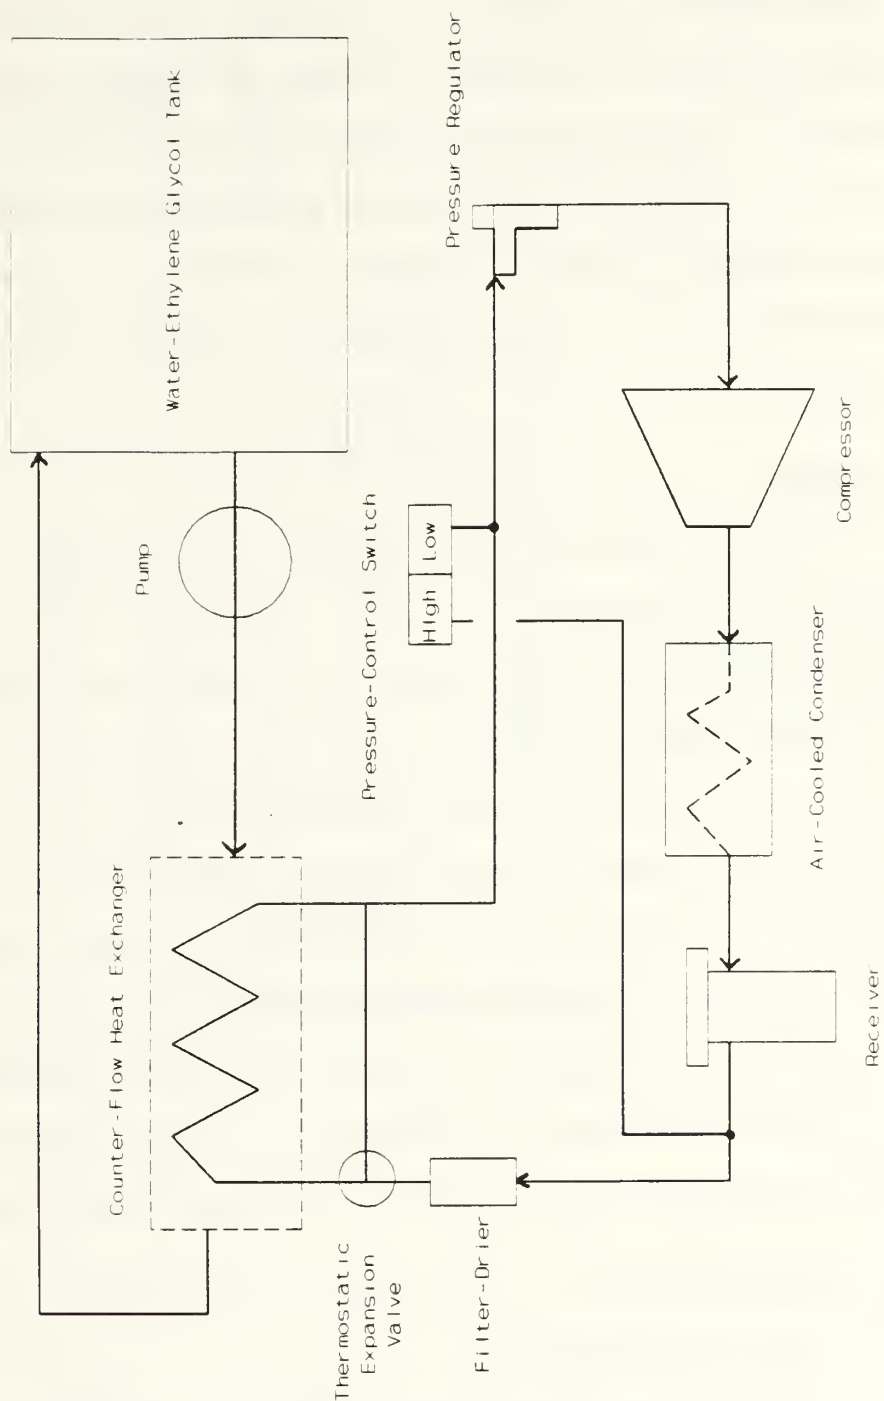 Water-Ethylene Glycol Tank
Pump
Counter-Flow Heat Exchanger
Pressure Regulator
Pressure-Control Switch
High
Low
Thermostatic
Expansion
Valve
Filter-Drier
Compressor
Air-Cooled Condenser
Receiver